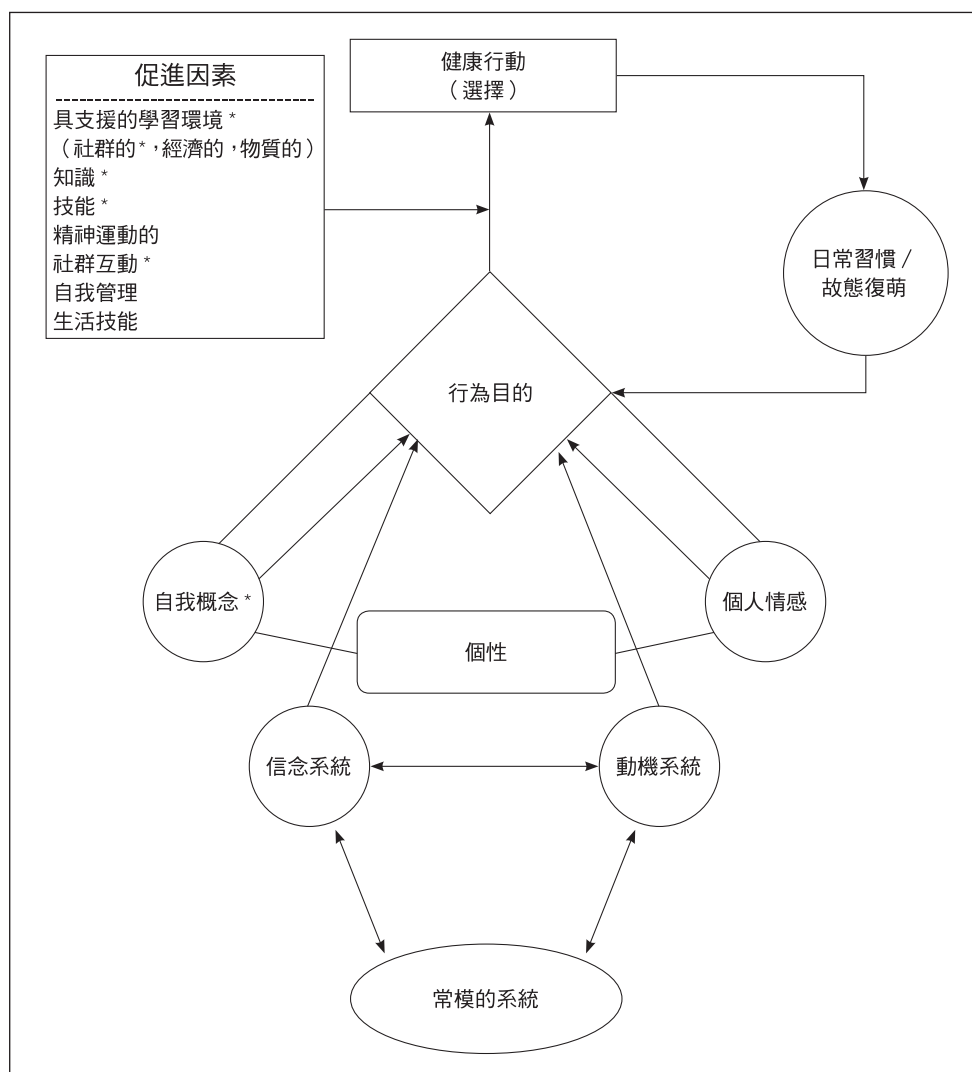 促進因素
具支援的學習環境 *
（社群的 *，經濟的，物質的）
知識 *
技能 *
精神運動的
社群互動 *
自我管理
生活技能
健康行動
（選擇）
日常習慣 /
故態復萌
行為目的
自我概念 *
個人情感
個性
信念系統
動機系統
常模的系統